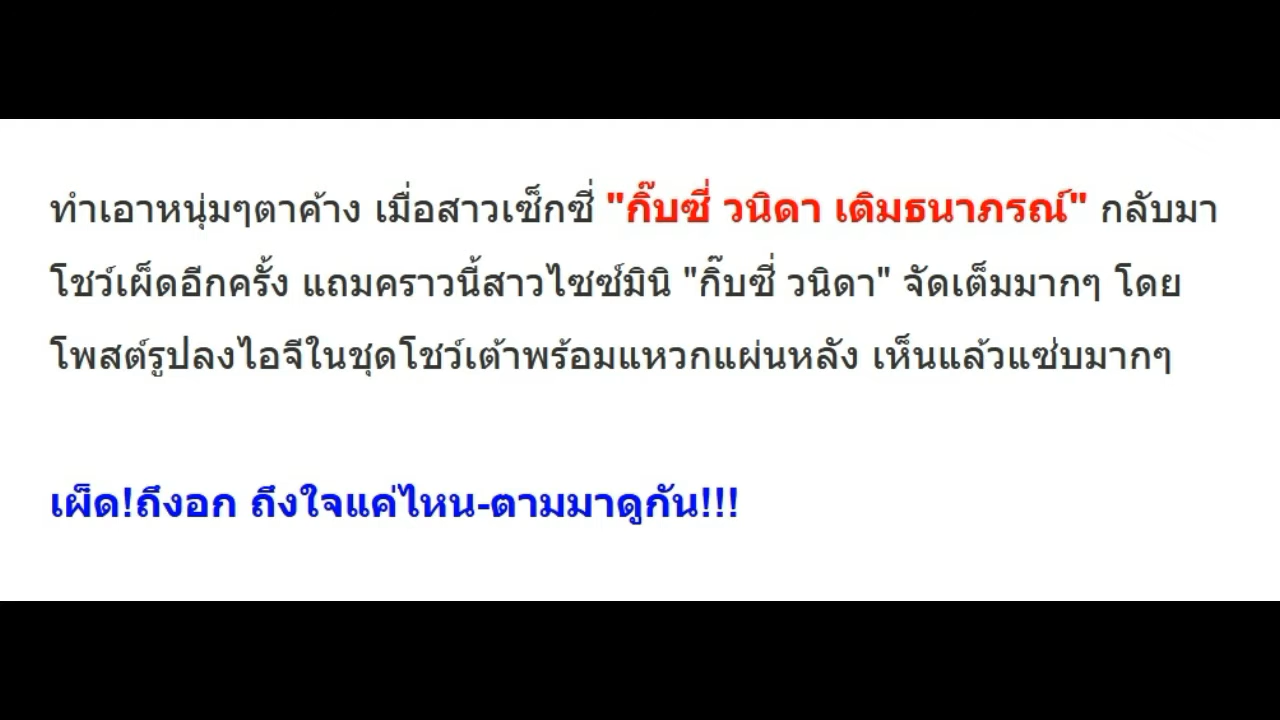 ทำเอาหนุ่มๆตาค้าง เมื่อสาวเซ็กซี่ "กิ๊บซี่ วนิดา เติมธนาภรณ์" กลับมา
โชว์เผ็ดอีกครั้ง แถมคราวนี้สาวไซซ์มินิ "กิ๊บซี่ วนิดา" จัดเต็มมากๆ โดย
โพสต์รูปลงไอจีในชุดโชว์เต้าพร้อมแหวกแผ่นหลัง เห็นแล้วแซ่บมากๆ
เผ็ด!ถึงอก ถึงใจแค่ไหน-ตามมาดูกัน!!!